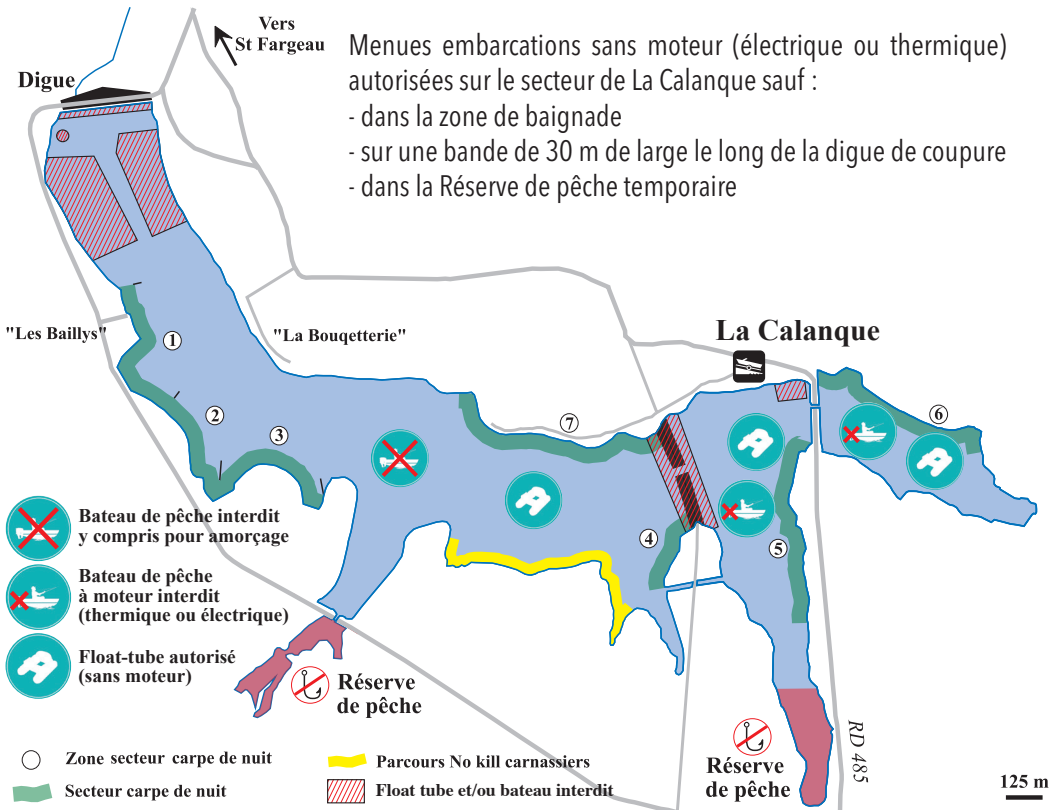 Vers
St Fargeau
Menues embarcations sans moteur (électrique ou thermique)
autorisées sur le secteur de La Calanque sauf :
- dans la zone de baignade
- sur une bande de 30 m de large le long de la digue de coupure
- dans la Réserve de pêche temporaire
Digue
"Les Baillys"
"La Bouqetterie"
La Calanque
1
2
3
7
6
4
5
Bateau de pêche interdit
y compris pour amorçage
Bateau de pêche
à moteur interdit
(thermique ou électrique)
Float-tube autorisé
(sans moteur)
Réserve
de pêche
Réserve
de pêche
RD 485
Zone secteur carpe de nuit
Secteur carpe de nuit
Parcours No kill carnassiers
Float tube et/ou bateau interdit
125 m